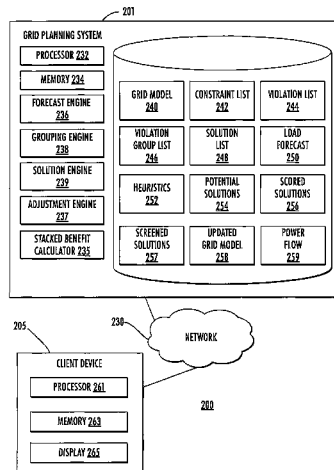 201
GRID PLANNING SYSTEM
PROCESSOR 232
MEMORY 234
FORECAST ENGINE
236
GROUPING ENGINE
238
SOLUTION ENGINE
239
ADJUSTMENT ENGINE
237
STACKED BENEFIT
CALCULATOR 235
GRID MODEL
240
CONSTRAINT LIST
242
VIOLATION LIST
244
VIOLATION
GROUP LIST
246
SOLUTION
LIST
248
LOAD
FORECAST
250
HEURISTICS
252
POTENTIAL
SOLUTIONS
254
SCORED
SOLUTIONS
256
SCREENED
SOLUTIONS
257
UPDATED
GRID MODEL
258
POWER
FLOW
259
230
NETWORK
205
CLIENT DEVICE
PROCESSOR 261
MEMORY 263
DISPLAY 265
200